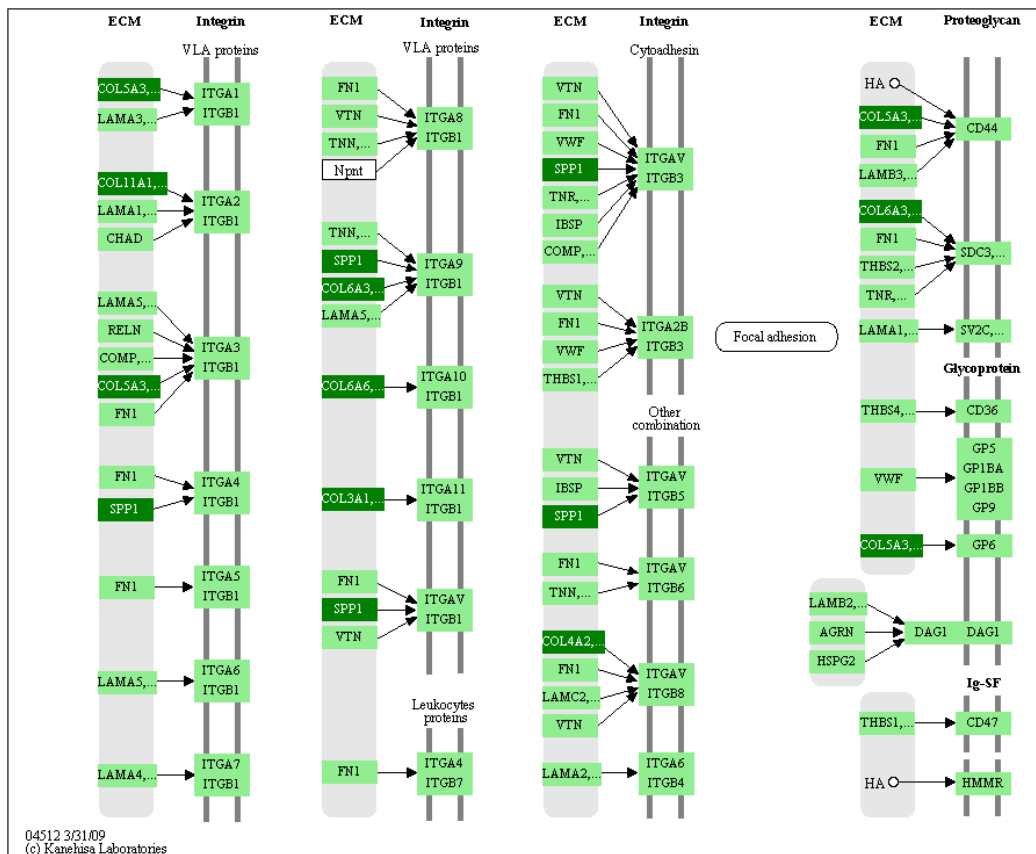 ECM Integrin
VLA proteins
COL5A3,...
LAMA3,...
ITGA1
ITGB1
COL11A1,...
LAMA1,...
CHAD
ITGA2
ITGB1
LAMA5,...
RELN
COMP,...
COL5A3,...
FN1
ITGA3
ITGB1
FN1
SPP1
ITGA4
ITGB1
FN1
ITGA5
ITGB1
LAMA5,...
ITGA6
ITGB1
LAMA4,...
ITGA7
ITGB1
ECM Integrin
VLA proteins
FN1
VTN
TNN,...
Npnt
ITGA8
ITGB1
TNN,...
SPP1
COL6A3,...
LAMA5,...
ITGA9
ITGB1
COL6A6,...
ITGA10
ITGB1
COL3A1,...
ITGA11
ITGB1
FN1
SPP1
VTN
ITGAV
ITGB1
Leukocytes
proteins
FN1
ITGA4
ITGB7
ECM Integrin
Cytoadhesin
VTN
FN1
VWF
SPP1
TNR,...
IBSP
COMP,...
ITGAV
ITGB3
VTN
FN1
VWF
THBS1,...
ITGA2B
ITGB3
Other
combination
VTN
IBSP
SPP1
ITGAV
ITGB5
FN1
TNN,...
ITGAV
ITGB6
COL4A2,...
FN1
LAMC2,...
VTN
ITGAV
ITGB8
LAMA2,...
ITGA6
ITGB4
Focal adhesion
ECM Proteoglycan
HA
COL5A3,...
FN1
LAMB3,...
CD44
COL6A3,...
FN1
THBS2,...
TNR,...
SDC3,...
LAMA1,...
SV2C,...
Glycoprotein
THBS4,...
CD36
VWF
GP5
GP1BA
GP1BB
GP9
COL5A3,...
GP6
LAMB2,...
AGRN
HSPG2
DAG1 DAG1
Ig-SF
THBS1,...
CD47
HA
HMMR
04512 3/31/09
(c) Kanehisa Laboratories